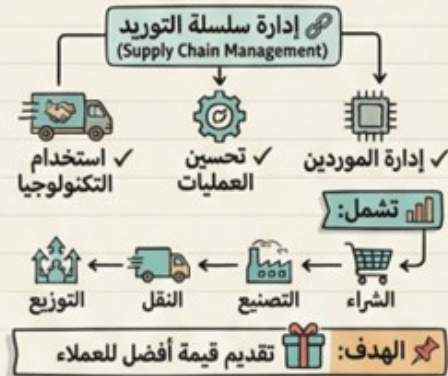 إدارة سلسلة التوريد
(Supply Chain Management)
✓ إدارة الموردين
✓ تحسين العمليات
✓ استخدام التكنولوجيا
تشمل:
الشراء
التصنيع
النقل
التوزيع
الهدف: تقديم قيمة أفضل للعملاء